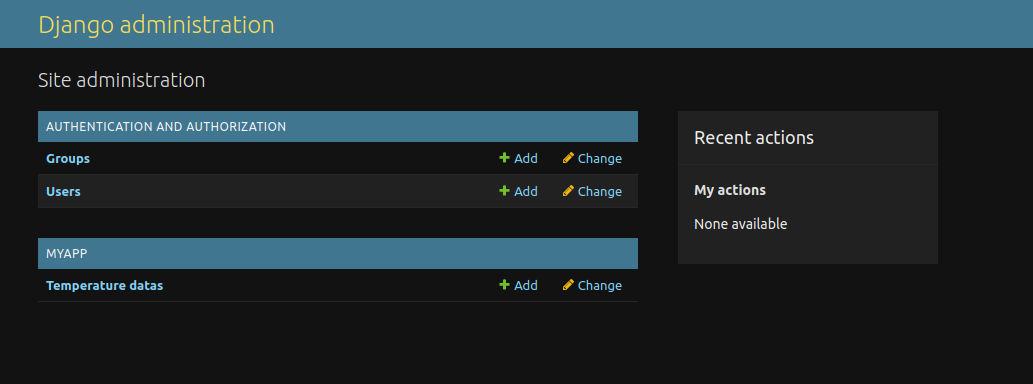 Django administration
Site administration
AUTHENTICATION AND AUTHORIZATION
Groups Add Change
Users Add Change
MYAPP
Temperature datas Add Change
Recent actions
My actions
None available